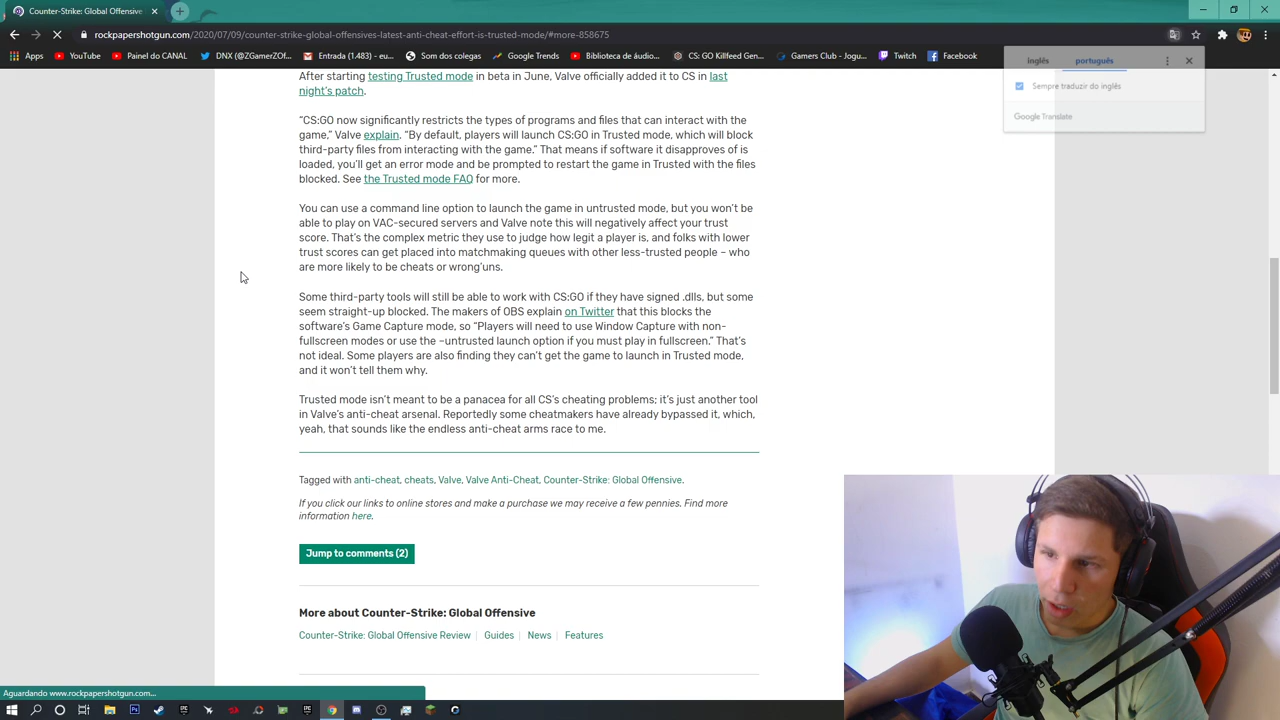 Counter-Strike: Global Offensive
rockpapershotgun.com/2020/07/09/counter-strike-global-offensives-latest-anti-cheat-effort-is-trusted-mode/#more-858675
Apps YouTube Painel do CANAL DNX (@ZGamerZOf... Entrada (1.483) - eu... Som dos colegas Google Trends Biblioteca de áudio... CS: GO Killfeed Gen... Gamers Club - Jogu... Twitch Facebook
inglês português
Sempre traduzir do inglês
Google Translate
After starting testing Trusted mode in beta in June, Valve officially added it to CS in last
night's patch.
“CS:GO now significantly restricts the types of programs and files that can interact with the
game,” Valve explain. “By default, players will launch CS:GO in Trusted mode, which will block
third-party files from interacting with the game.” That means if software it disapproves of is
loaded, you’ll get an error mode and be prompted to restart the game in Trusted with the files
blocked. See the Trusted mode FAQ for more.
You can use a command line option to launch the game in untrusted mode, but you won’t be
able to play on VAC-secured servers and Valve note this will negatively affect your trust
score. That’s the complex metric they use to judge how legit a player is, and folks with lower
trust scores can get placed into matchmaking queues with other less-trusted people – who
are more likely to be cheats or wrong’uns.
Some third-party tools will still be able to work with CS:GO if they have signed .dlls, but some
seem straight-up blocked. The makers of OBS explain on Twitter that this blocks the
software’s Game Capture mode, so “Players will need to use Window Capture with non-
fullscreen modes or use the –untrusted launch option if you must play in fullscreen.” That’s
not ideal. Some players are also finding they can’t get the game to launch in Trusted mode,
and it won’t tell them why.
Trusted mode isn’t meant to be a panacea for all CS’s cheating problems; it’s just another tool
in Valve’s anti-cheat arsenal. Reportedly some cheatmakers have already bypassed it, which,
yeah, that sounds like the endless anti-cheat arms race to me.
Tagged with anti-cheat, cheats, Valve, Valve Anti-Cheat, Counter-Strike: Global Offensive.
If you click our links to online stores and make a purchase we may receive a few pennies. Find more
information here.
Jump to comments (2)
More about Counter-Strike: Global Offensive
Counter-Strike: Global Offensive Review Guides News Features
Aguardando www.rockpapershotgun.com...